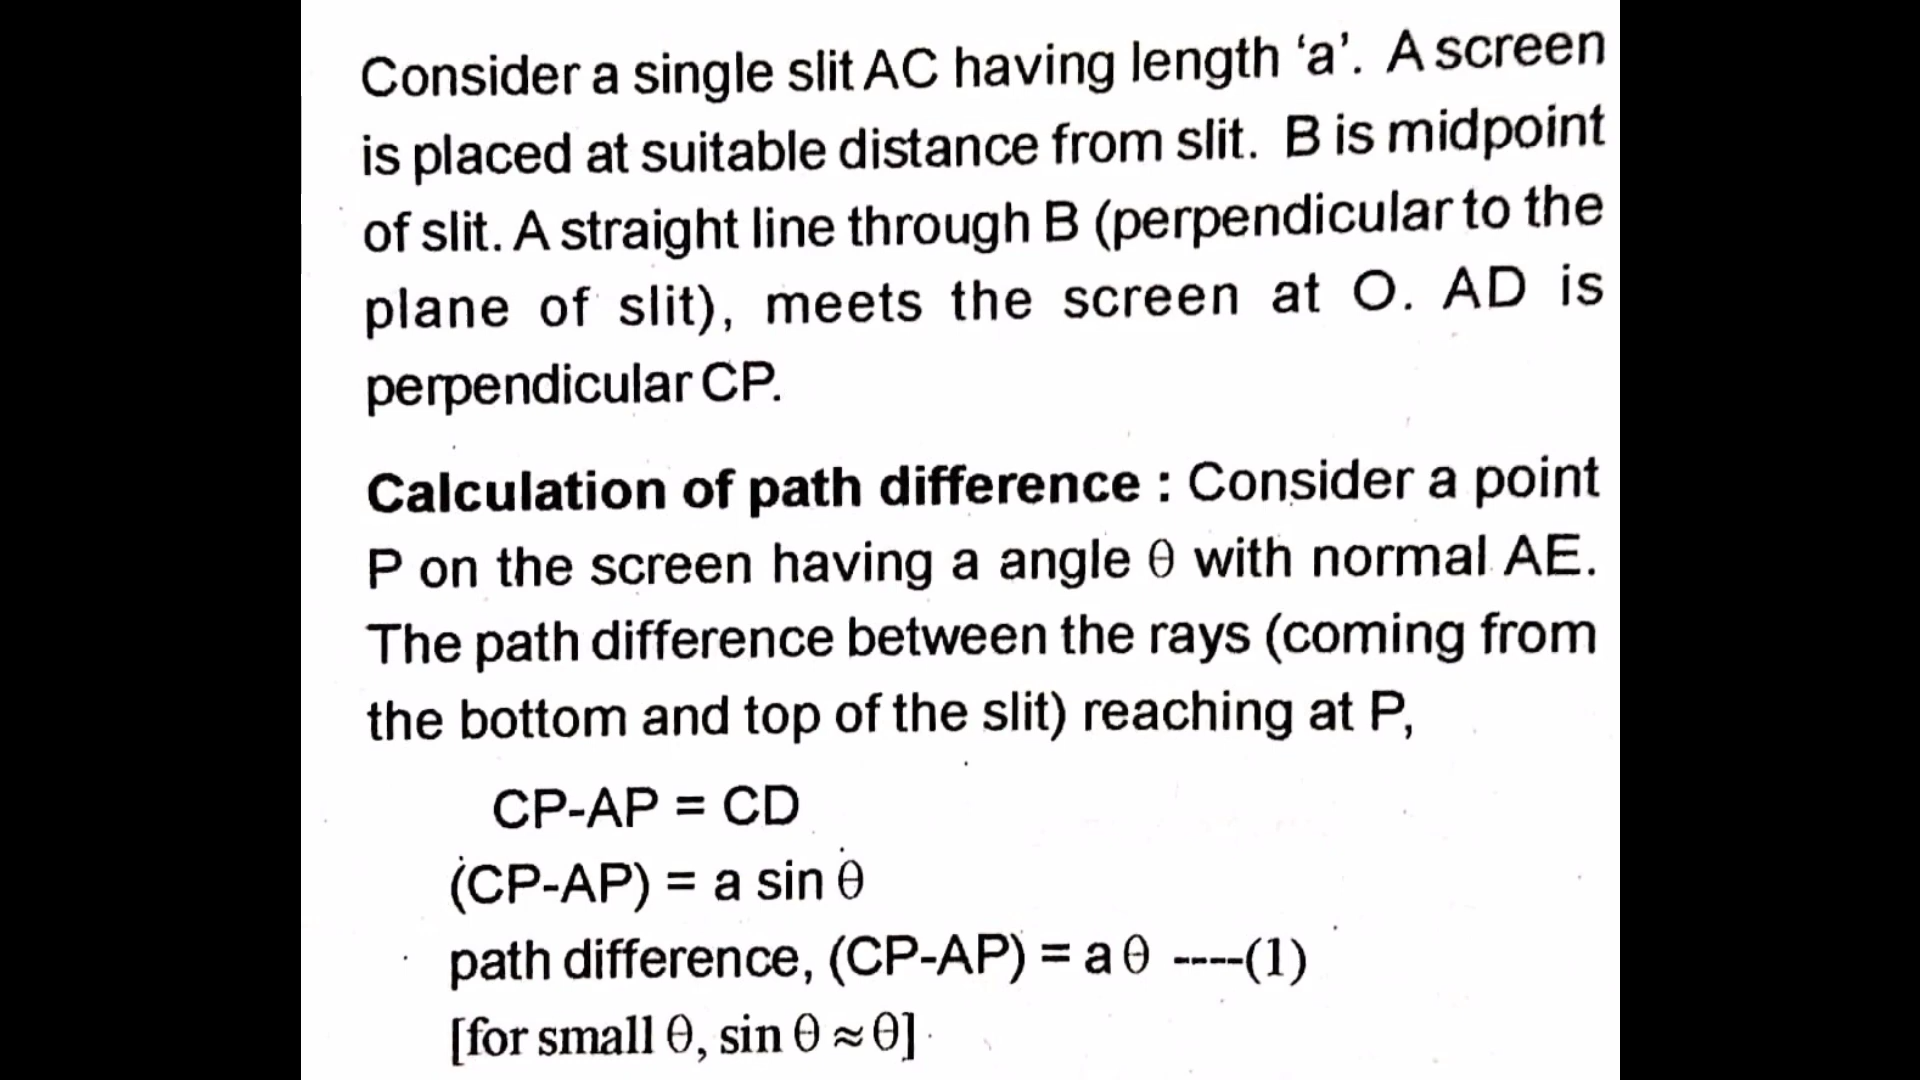 Consider a single slit AC having length ‘a’. A screen
is placed at suitable distance from slit. B is midpoint
of slit. A straight line through B (perpendicular to the
plane of slit), meets the screen at O. AD is
perpendicular CP.
Calculation of path difference : Consider a point
P on the screen having a angle θ with normal AE.
The path difference between the rays (coming from
the bottom and top of the slit) reaching at P,
CP-AP = CD
(CP-AP) = a sin θ
path difference, (CP-AP) = a θ ----(1)
[for small θ, sin θ ≈ θ]